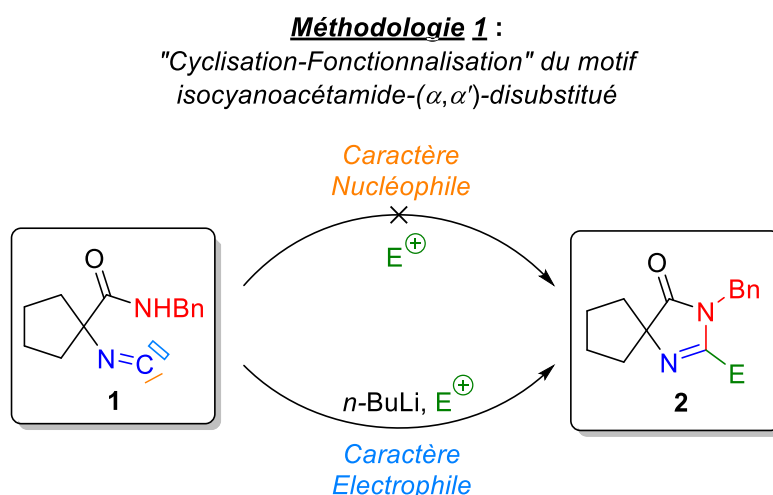 Méthodologie 1 :
"Cyclisation-Fonctionnalisation" du motif
isocyanoacétamide-(α,α')-disubstitué
Caractère
Nucléophile
E⊕
O
NHBn
N=C
1
n-BuLi, E⊕
Caractère
Electrophile
O
Bn
N
N
E
2